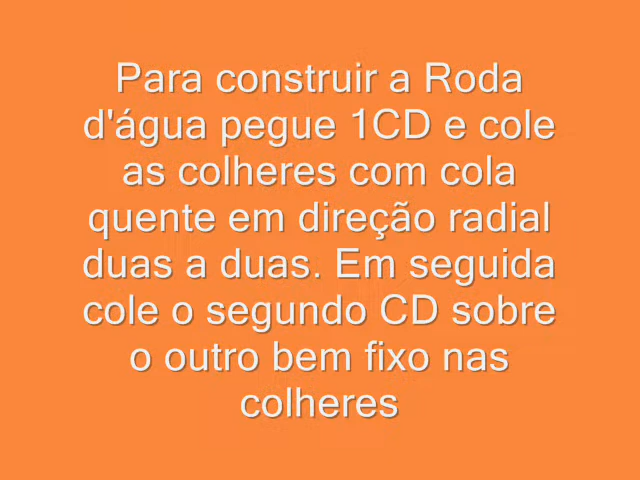 Para construir a Roda
d'água pegue 1CD e cole
as colheres com cola
quente em direção radial
duas a duas. Em seguida
cole o segundo CD sobre
o outro bem fixo nas
colheres